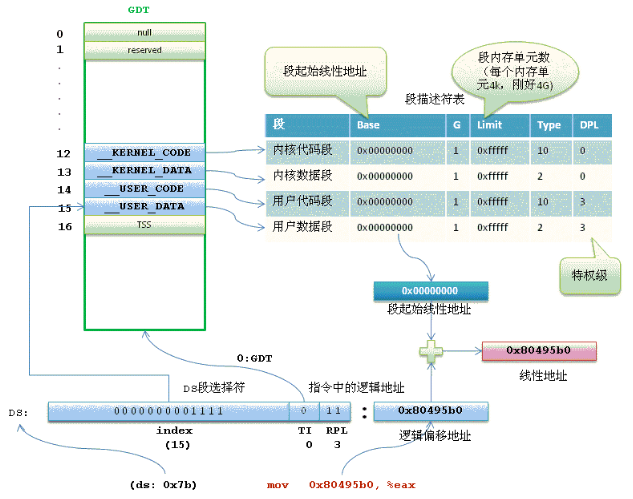 GDT
0 null
1 reserved
.
.
.
.
.
12 __KERNEL_CODE
13 __KERNEL_DATA
14 __USER_CODE
15 __USER_DATA
16 TSS
段起始线性地址
段内存单元数
(每个内存单
元4k，刚好4G)
段描述符表
段 Base G Limit Type DPL
内核代码段 0x00000000 1 0xfffff 10 0
内核数据段 0x00000000 1 0xfffff 2 0
用户代码段 0x00000000 1 0xfffff 10 3
用户数据段 0x00000000 1 0xfffff 2 3
特权级
0x00000000
段起始线性地址
0x80495b0
线性地址
0:GDT
DS段选择符
指令中的逻辑地址
DS: 0000000001111 0 11 : 0x80495b0
index TI RPL 逻辑偏移地址
(15) 0 3
(ds: 0x7b)
mov 0x80495b0, %eax